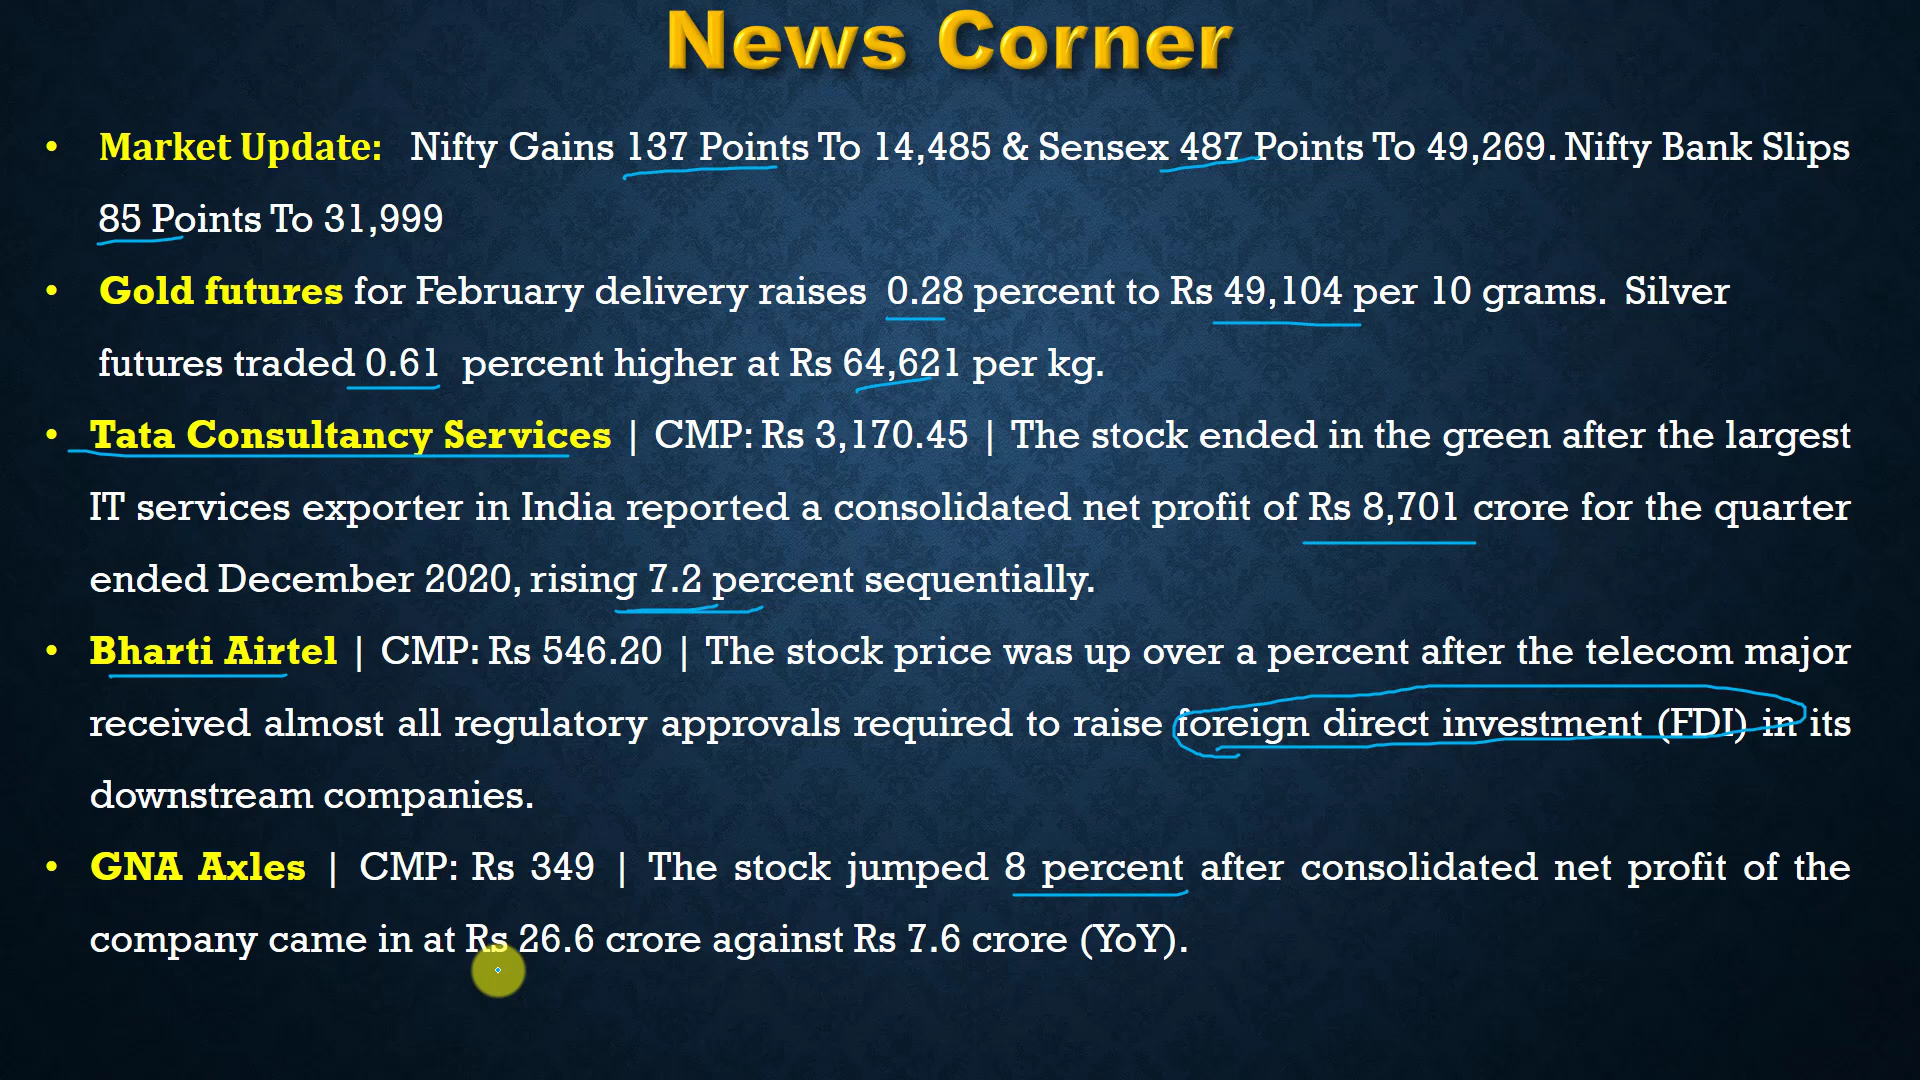 News Corner
• Market Update: Nifty Gains 137 Points To 14,485 & Sensex 487 Points To 49,269. Nifty Bank Slips
85 Points To 31,999
• Gold futures for February delivery raises 0.28 percent to Rs 49,104 per 10 grams. Silver
futures traded 0.61 percent higher at Rs 64,621 per kg.
• Tata Consultancy Services | CMP: Rs 3,170.45 | The stock ended in the green after the largest
IT services exporter in India reported a consolidated net profit of Rs 8,701 crore for the quarter
ended December 2020, rising 7.2 percent sequentially.
• Bharti Airtel | CMP: Rs 546.20 | The stock price was up over a percent after the telecom major
received almost all regulatory approvals required to raise foreign direct investment (FDI) in its
downstream companies.
• GNA Axles | CMP: Rs 349 | The stock jumped 8 percent after consolidated net profit of the
company came in at Rs 26.6 crore against Rs 7.6 crore (YoY).